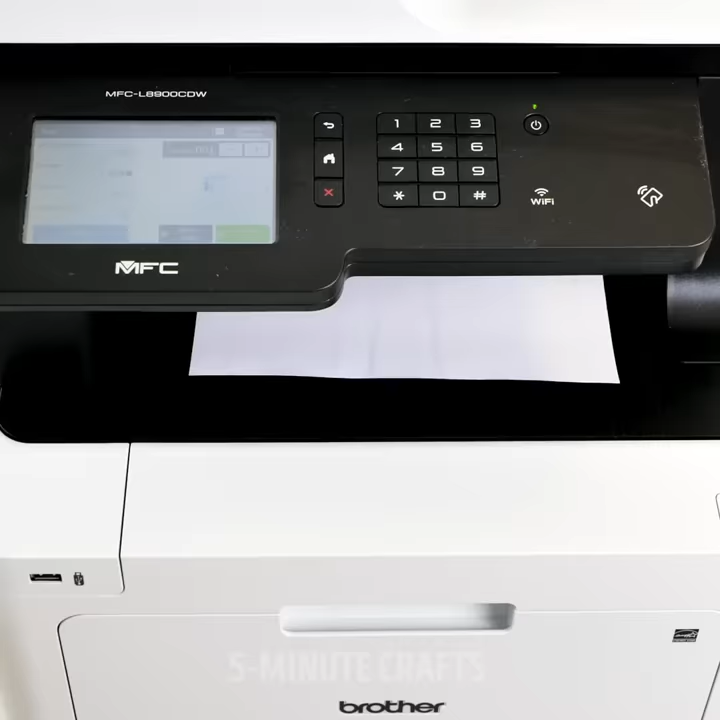 MFC-L8900CDW
1 2 3
4 5 6
7 8 9
* 0 #
WiFi
MFC
5-MINUTE CRAFTS
brother